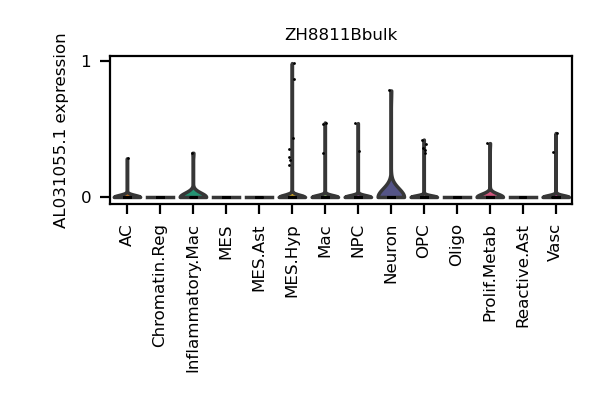 ZH8811Bbulk
AL031055.1 expression
1
0
AC
Chromatin.Reg
Inflammatory.Mac
MES
MES.Ast
MES.Hyp
Mac
NPC
Neuron
OPC
Oligo
Prolif.Metab
Reactive.Ast
Vasc